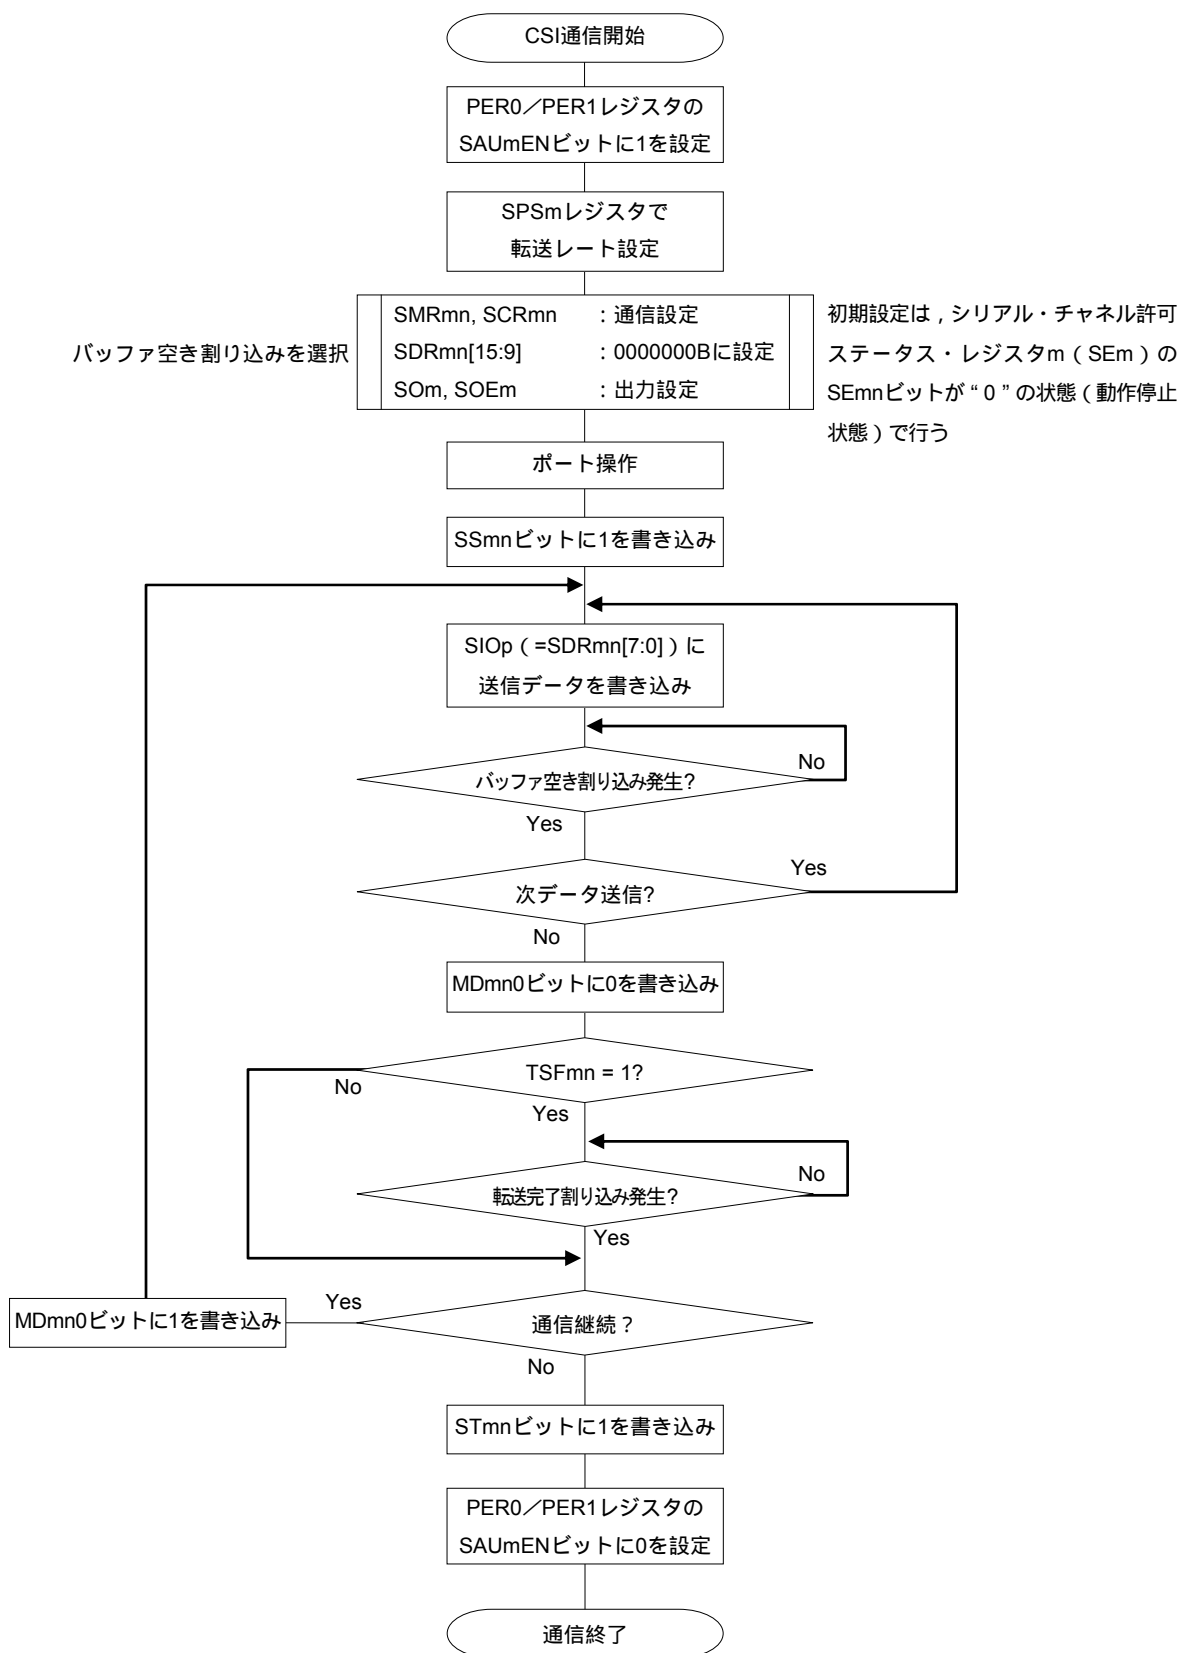 CSI通信開始
PER0／PER1レジスタの
SAUmENビットに1を設定
SPSmレジスタで
転送レート設定
バッファ空き割り込みを選択
SMRmn, SCRmn ：通信設定
SDRmn[15:9] ：0000000Bに設定
SOm, SOEm ：出力設定
初期設定は，シリアル・チャネル許可
ステータス・レジスタm（SEm）の
SEmnビットが“0”の状態（動作停止
状態）で行う
ポート操作
SSmnビットに1を書き込み
SIOp（=SDRmn[7:0]）に
送信データを書き込み
No
バッファ空き割り込み発生?
Yes
Yes
次データ送信?
No
MDmn0ビットに0を書き込み
TSFmn = 1?
No
Yes
No
転送完了割り込み発生?
Yes
Yes
MDmn0ビットに1を書き込み
通信継続？
No
STmnビットに1を書き込み
PER0／PER1レジスタの
SAUmENビットに0を設定
通信終了